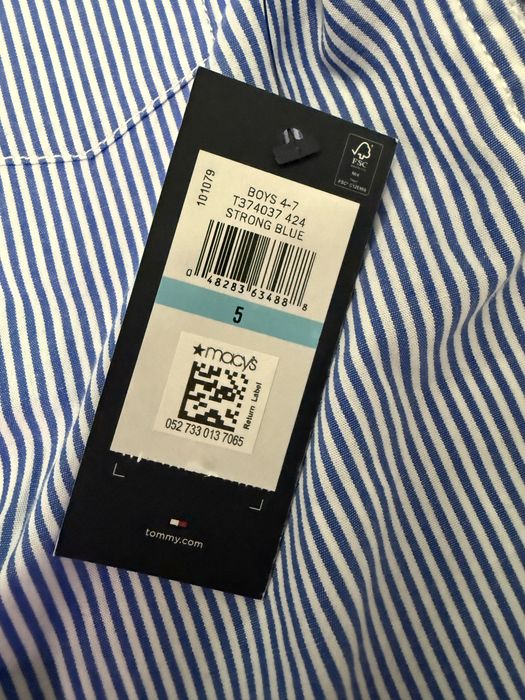 FSC
MIX
101079
BOYS 4-7
T374037 424
STRONG BLUE
0 48283 63488 8
5
★macy's
Return Label
052 733 013 7065
tommy.com